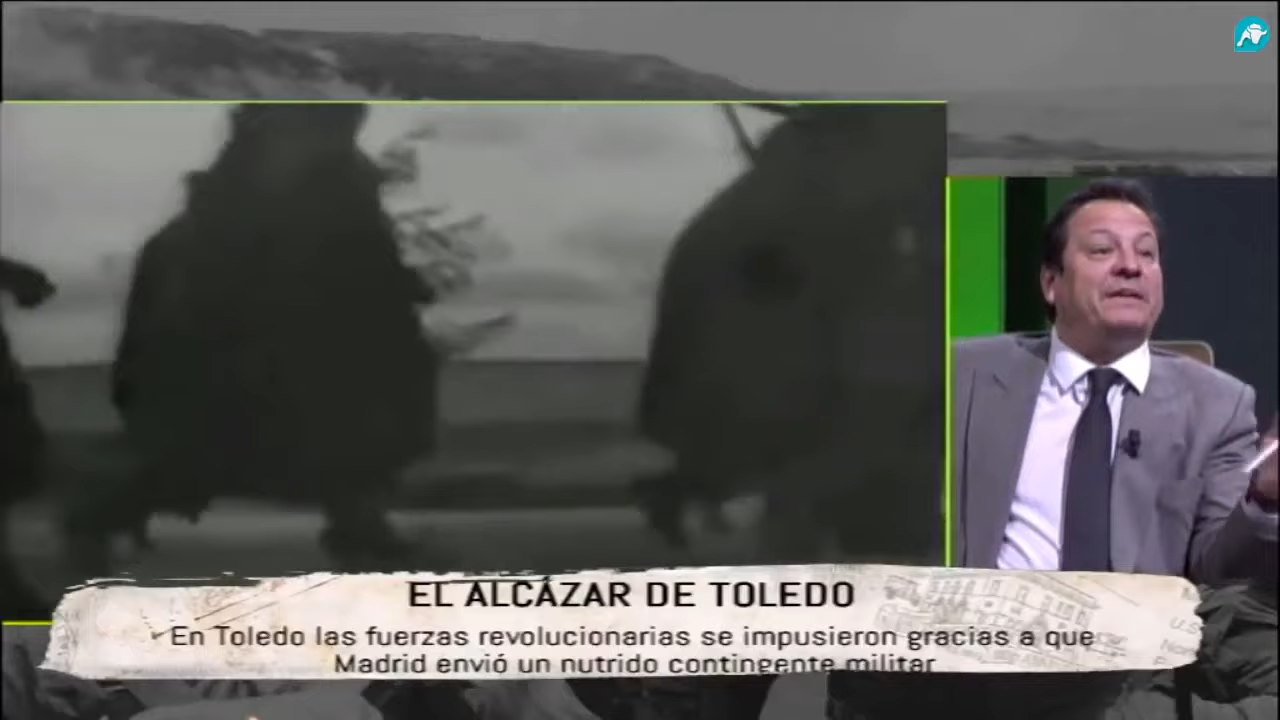 EL ALCÁZAR DE TOLEDO
En Toledo las fuerzas revolucionarias se impusieron gracias a que
Madrid envió un nutrido contingente militar